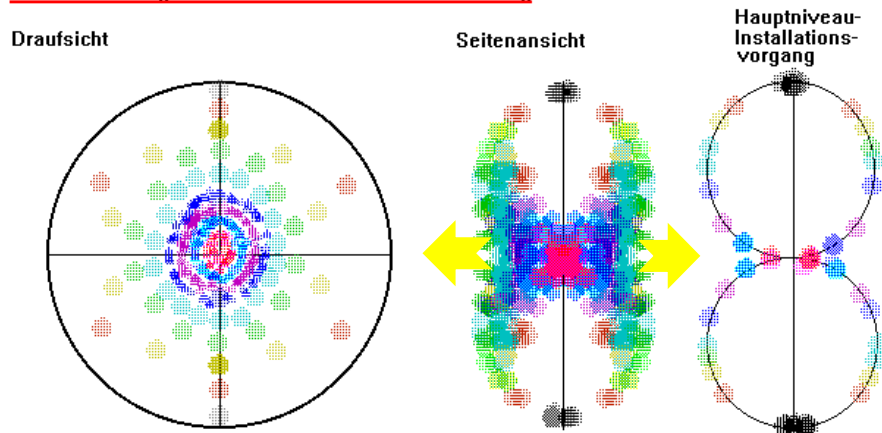 Draufsicht
Seitenansicht
Hauptniveau-
Installations-
vorgang